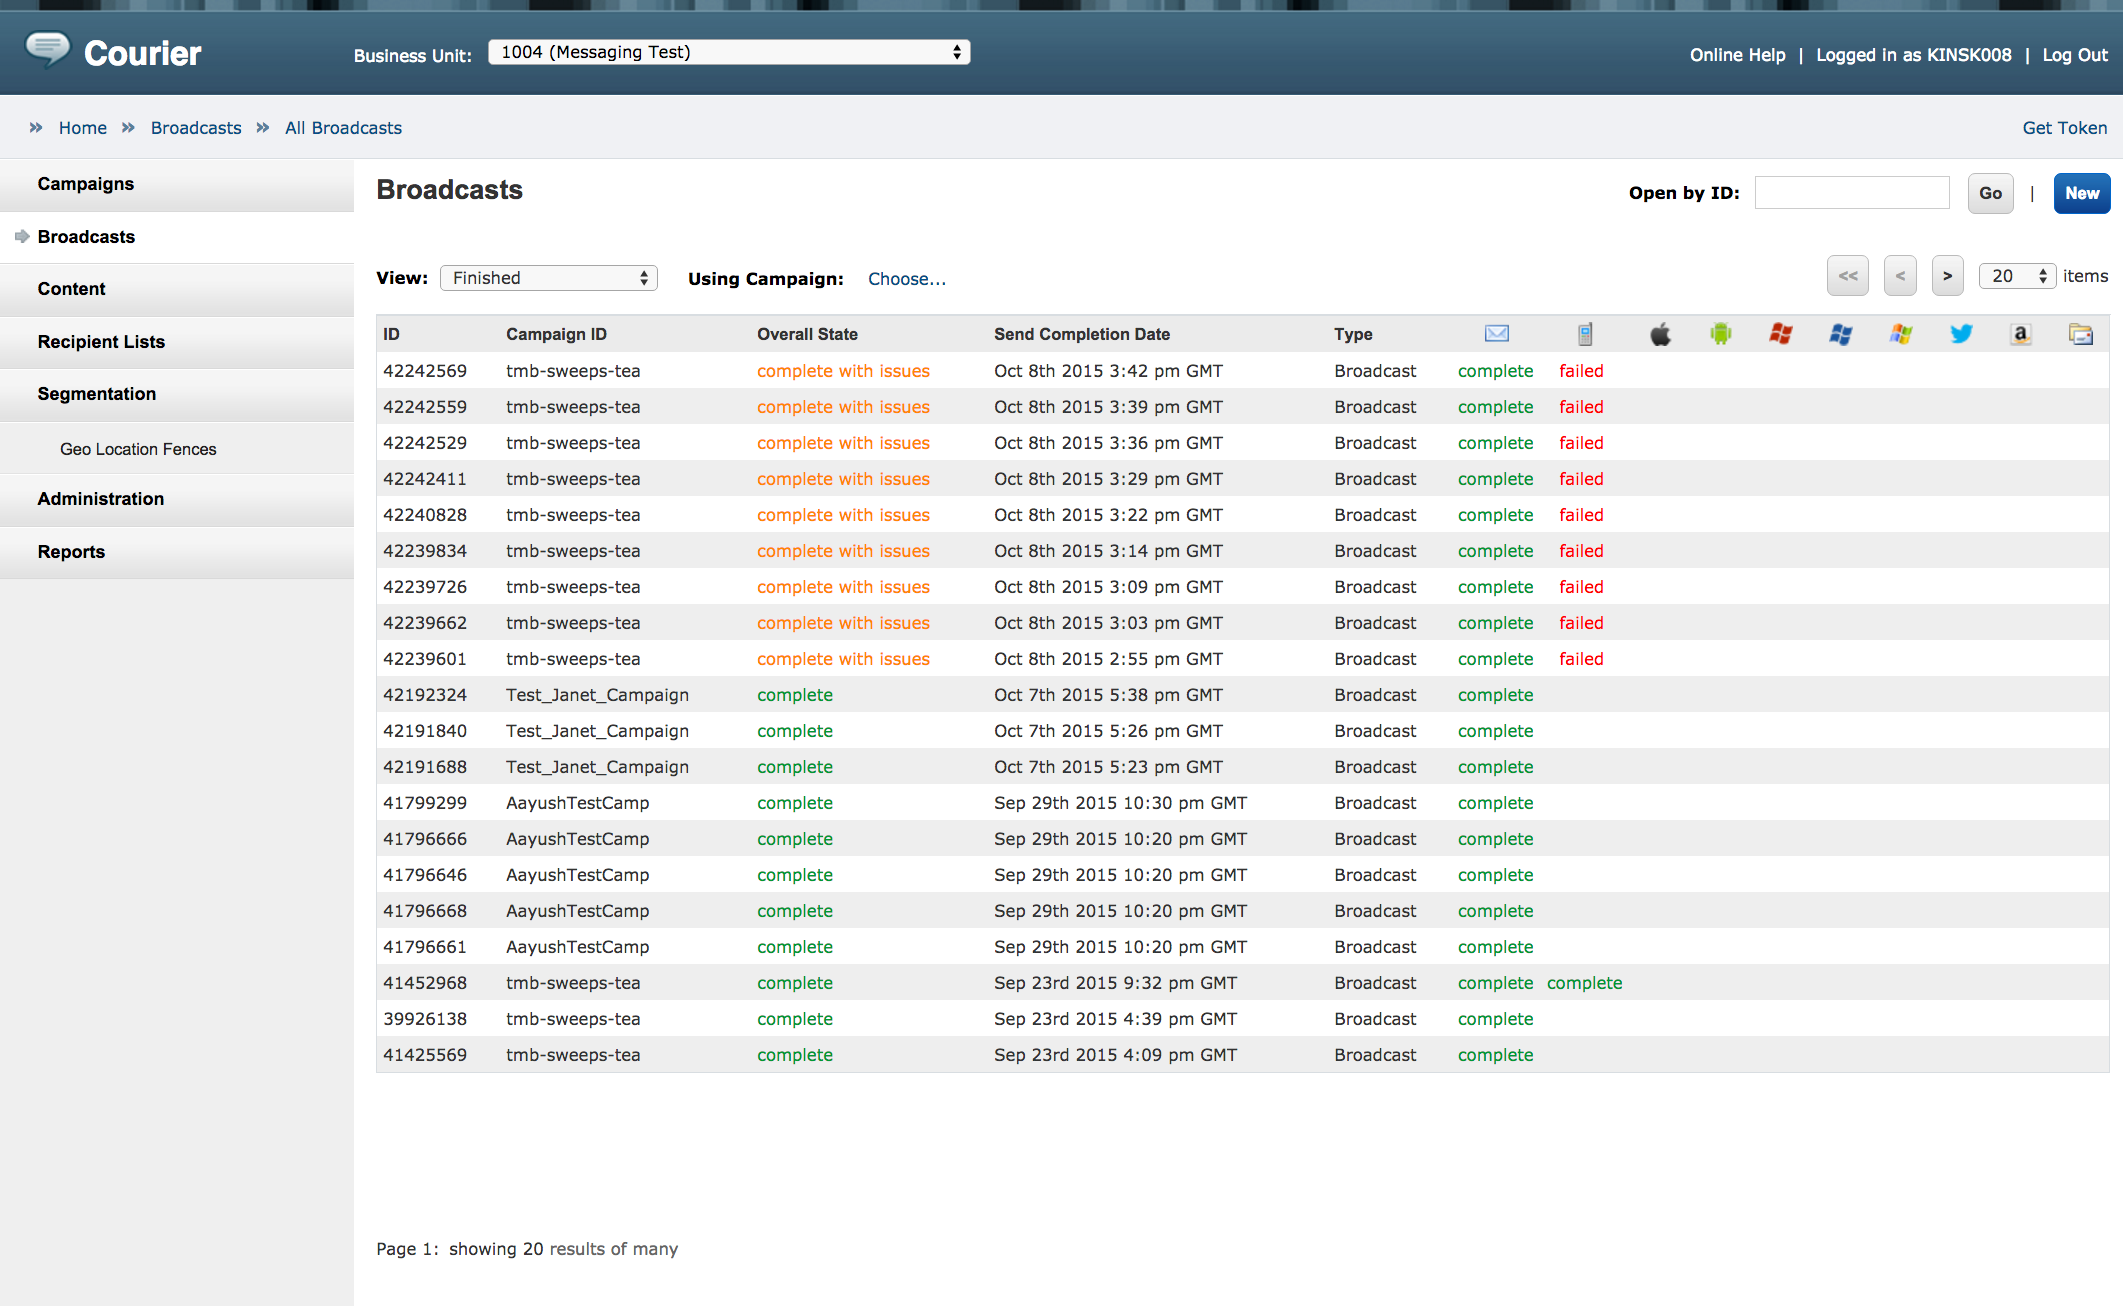 Courier Business Unit: 1004 (Messaging Test) Online Help | Logged in as KINSK008 | Log Out
» Home » Broadcasts » All Broadcasts Get Token
Campaigns
Broadcasts
Content
Recipient Lists
Segmentation
Geo Location Fences
Administration
Reports
Broadcasts Open by ID: Go | New
View: Finished Using Campaign: Choose... << < > 20 items
ID Campaign ID Overall State Send Completion Date Type
42242569 tmb-sweeps-tea complete with issues Oct 8th 2015 3:42 pm GMT Broadcast complete failed
42242559 tmb-sweeps-tea complete with issues Oct 8th 2015 3:39 pm GMT Broadcast complete failed
42242529 tmb-sweeps-tea complete with issues Oct 8th 2015 3:36 pm GMT Broadcast complete failed
42242411 tmb-sweeps-tea complete with issues Oct 8th 2015 3:29 pm GMT Broadcast complete failed
42240828 tmb-sweeps-tea complete with issues Oct 8th 2015 3:22 pm GMT Broadcast complete failed
42239834 tmb-sweeps-tea complete with issues Oct 8th 2015 3:14 pm GMT Broadcast complete failed
42239726 tmb-sweeps-tea complete with issues Oct 8th 2015 3:09 pm GMT Broadcast complete failed
42239662 tmb-sweeps-tea complete with issues Oct 8th 2015 3:03 pm GMT Broadcast complete failed
42239601 tmb-sweeps-tea complete with issues Oct 8th 2015 2:55 pm GMT Broadcast complete failed
42192324 Test_Janet_Campaign complete Oct 7th 2015 5:38 pm GMT Broadcast complete
42191840 Test_Janet_Campaign complete Oct 7th 2015 5:26 pm GMT Broadcast complete
42191688 Test_Janet_Campaign complete Oct 7th 2015 5:23 pm GMT Broadcast complete
41799299 AayushTestCamp complete Sep 29th 2015 10:30 pm GMT Broadcast complete
41796666 AayushTestCamp complete Sep 29th 2015 10:20 pm GMT Broadcast complete
41796646 AayushTestCamp complete Sep 29th 2015 10:20 pm GMT Broadcast complete
41796668 AayushTestCamp complete Sep 29th 2015 10:20 pm GMT Broadcast complete
41796661 AayushTestCamp complete Sep 29th 2015 10:20 pm GMT Broadcast complete
41452968 tmb-sweeps-tea complete Sep 23rd 2015 9:32 pm GMT Broadcast complete complete
39926138 tmb-sweeps-tea complete Sep 23rd 2015 4:39 pm GMT Broadcast complete
41425569 tmb-sweeps-tea complete Sep 23rd 2015 4:09 pm GMT Broadcast complete
Page 1: showing 20 results of many